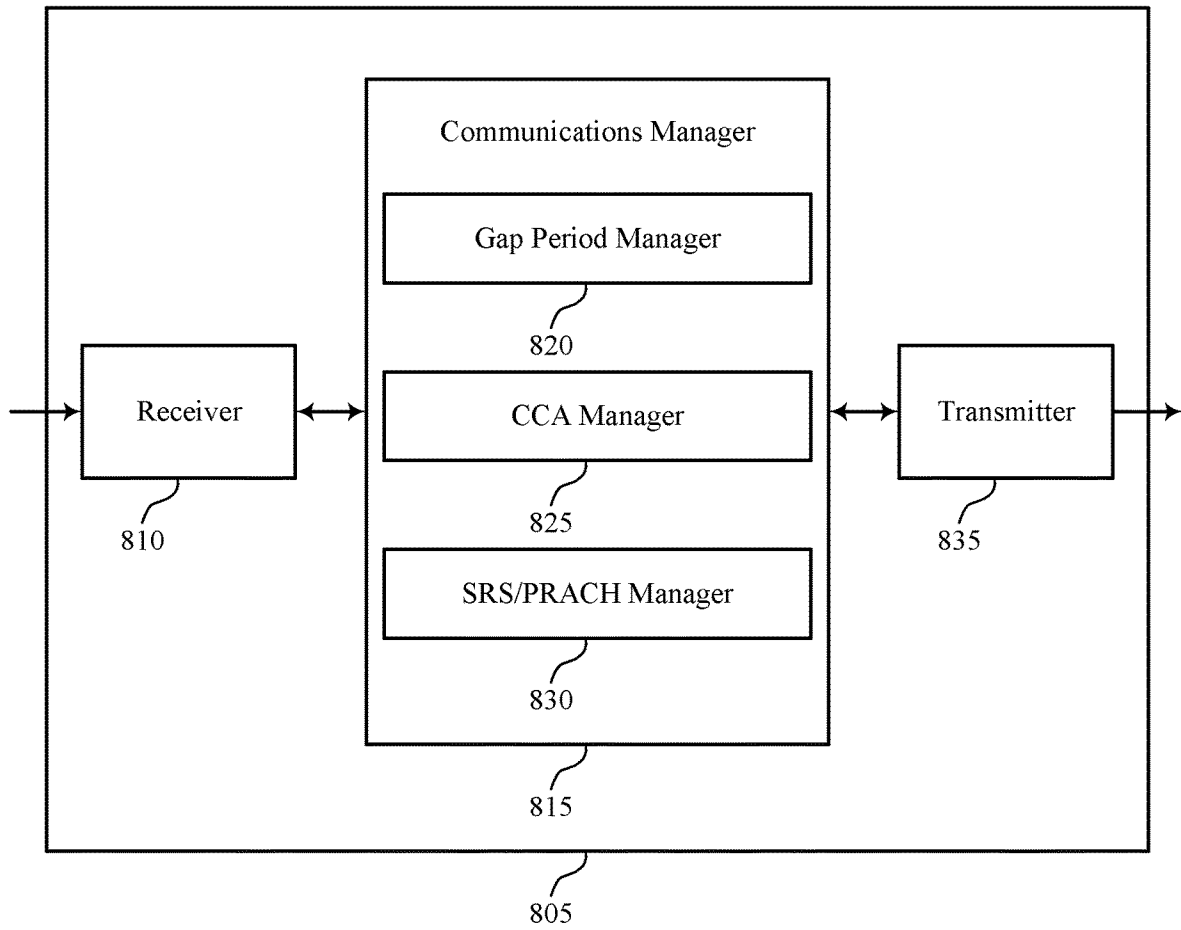 Communications Manager
Gap Period Manager
820
Receiver
810
CCA Manager
825
Transmitter
835
SRS/PRACH Manager
830
815
805